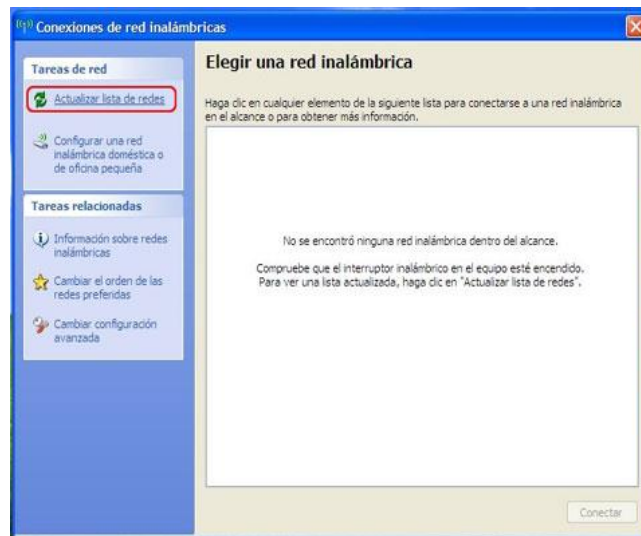 Conexiones de red inalámbricas
Tareas de red
Actualizar lista de redes
Configurar una red
inalámbrica doméstica o
de oficina pequeña
Tareas relacionadas
Información sobre redes
inalámbricas
Cambiar el orden de las
redes preferidas
Cambiar configuración
avanzada
Elegir una red inalámbrica
Haga clic en cualquier elemento de la siguiente lista para conectarse a una red inalámbrica
en el alcance o para obtener más información.
No se encontró ninguna red inalámbrica dentro del alcance.
Compruebe que el interruptor inalámbrico en el equipo esté encendido.
Para ver una lista actualizada, haga clic en "Actualizar lista de redes".
Conectar